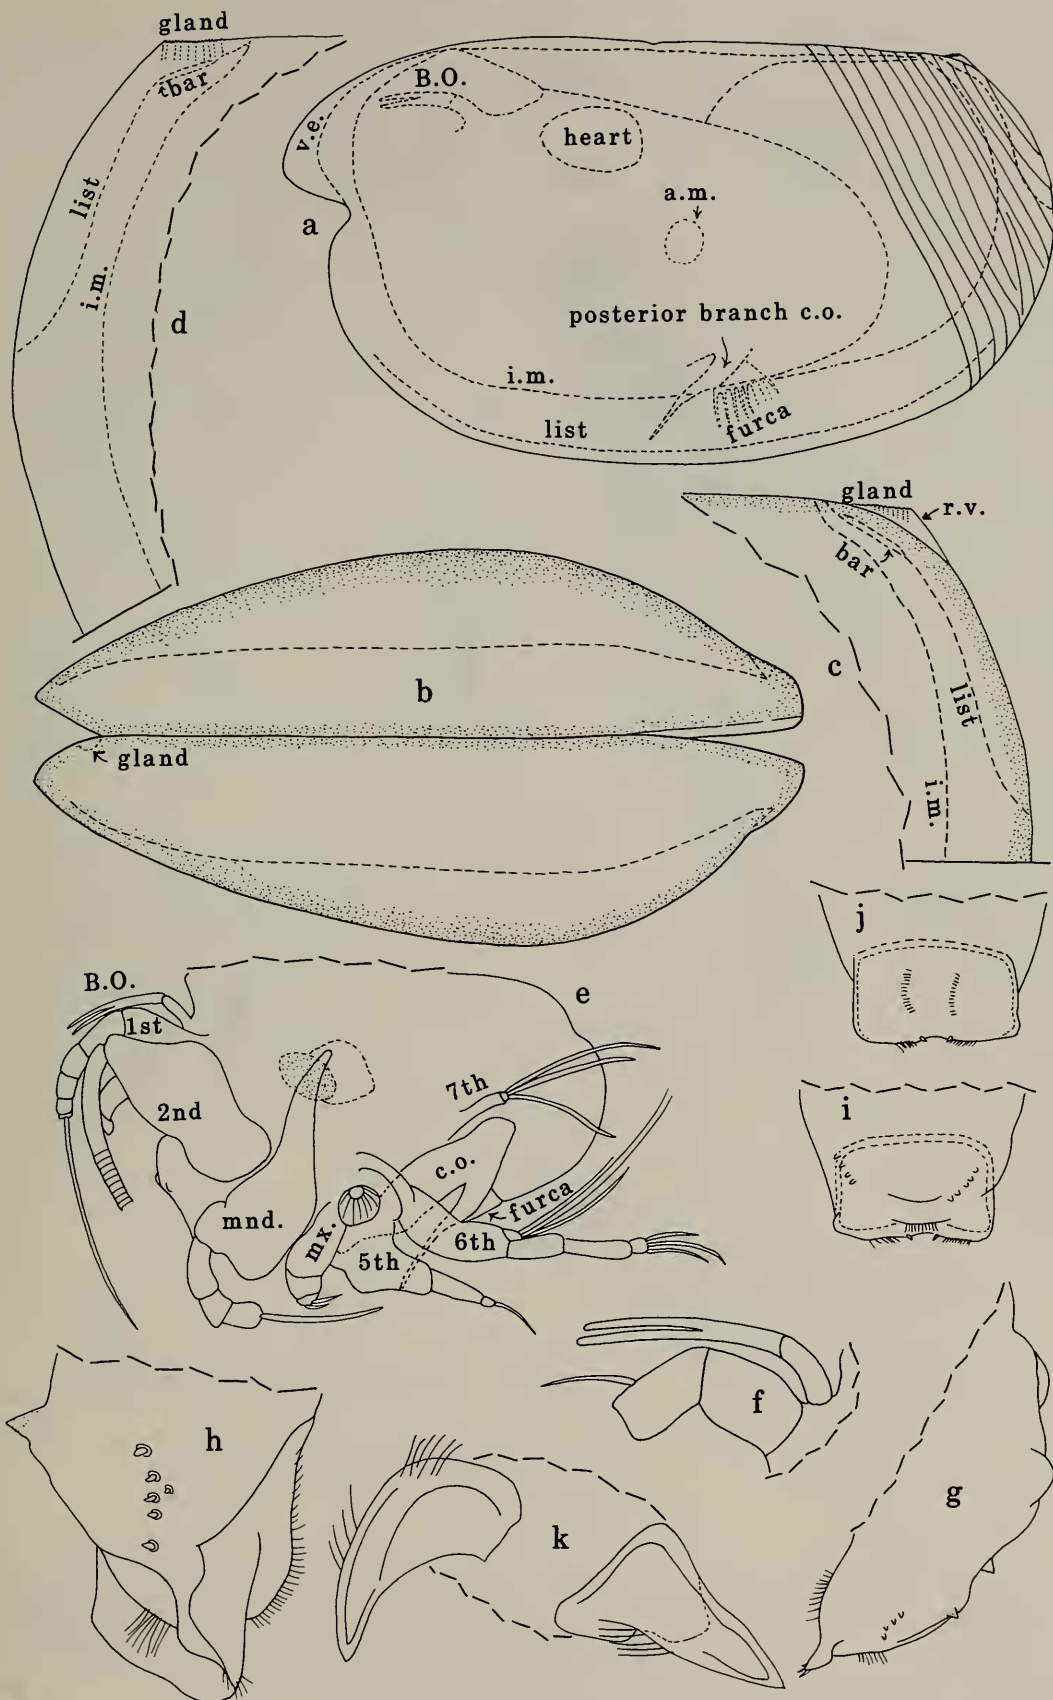 gland
bar
list
i.m.
d
B.O.
v.e.
heart
a
a.m.
posterior branch c.o.
i.m.
furca
list
gland
r.v.
bar
c
list
i.m.
b
gland
j
B.O.
1st
e
2nd
7th
c.o.
furca
mnd.
mx.
5th
6th
i
h
f
g
k